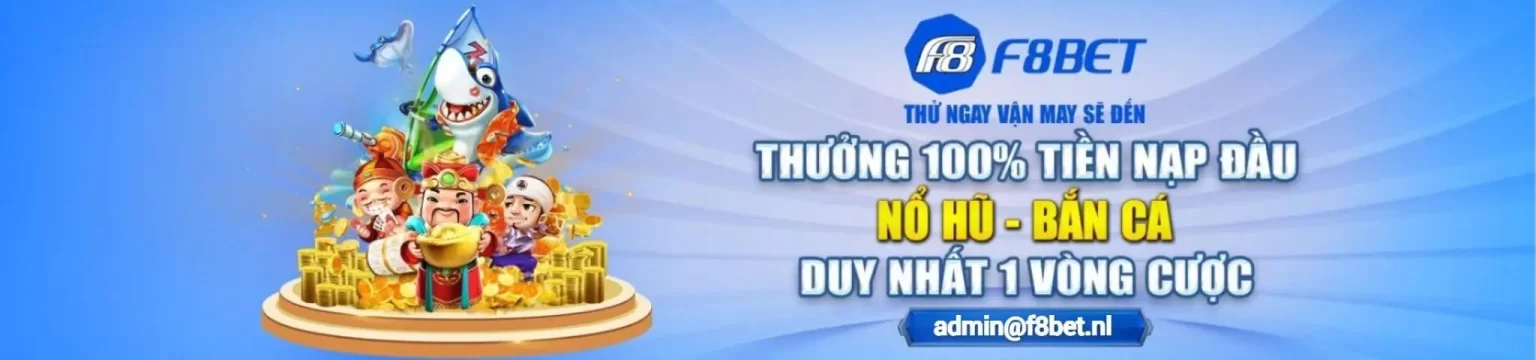 F8 F8BET
THỬ NGAY VẬN MAY SẼ ĐẾN
THƯỞNG 100% TIỀN NẠP ĐẦU
NỔ HŨ - BẮN CÁ
DUY NHẤT 1 VÒNG CƯỢC
admin@f8bet.nl